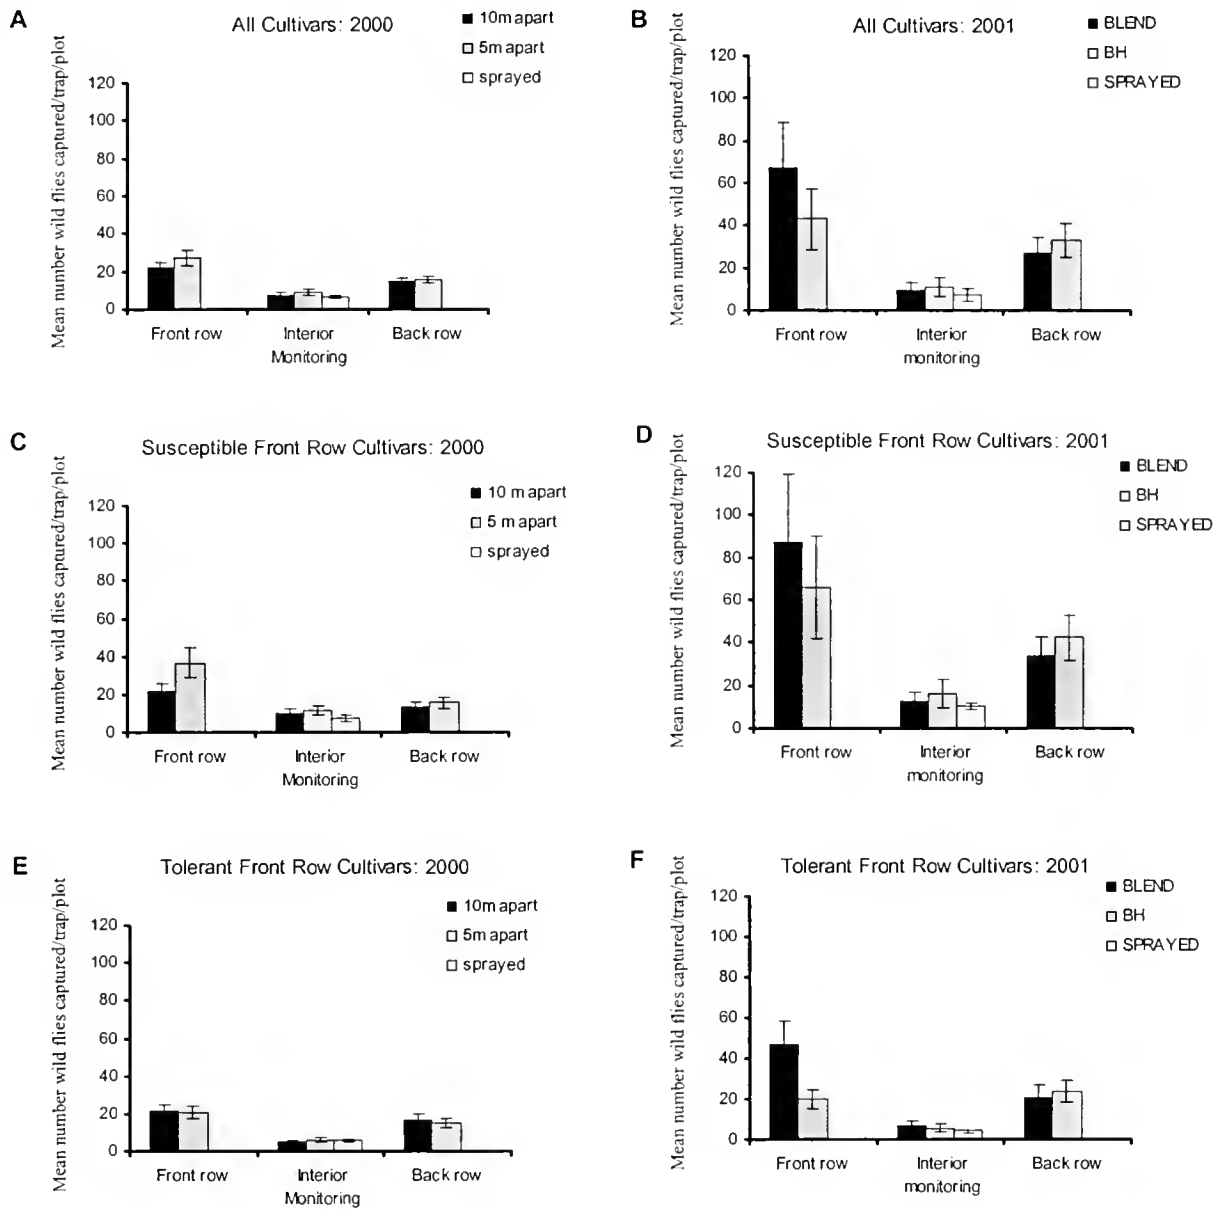 A
All Cultivars: 2000
10m apart
5m apart
sprayed
Mean number wild flies captured/trap/plot
120
100
80
60
40
20
0
Front row
Interior
Monitoring
Back row
B
All Cultivars: 2001
BLEND
BH
SPRAYED
Mean number wild flies captured/trap/plot
120
100
80
60
40
20
0
Front row
Interior
monitoring
Back row
C
Susceptible Front Row Cultivars: 2000
10 m apart
5 m apart
sprayed
Mean number wild flies captured/trap/plot
120
100
80
60
40
20
0
Front row
Interior
Monitoring
Back row
D
Susceptible Front Row Cultivars: 2001
BLEND
BH
SPRAYED
Mean number wild flies captured/trap/plot
120
100
80
60
40
20
0
Front row
Interior
monitoring
Back row
E
Tolerant Front Row Cultivars: 2000
10m apart
5m apart
sprayed
Mean number wild flies captured/trap/plot
120
100
80
60
40
20
0
Front row
Interior
Monitoring
Back row
F
Tolerant Front Row Cultivars: 2001
BLEND
BH
SPRAYED
Mean number wild flies captured/trap/plot
120
100
80
60
40
20
0
Front row
Interior
monitoring
Back row